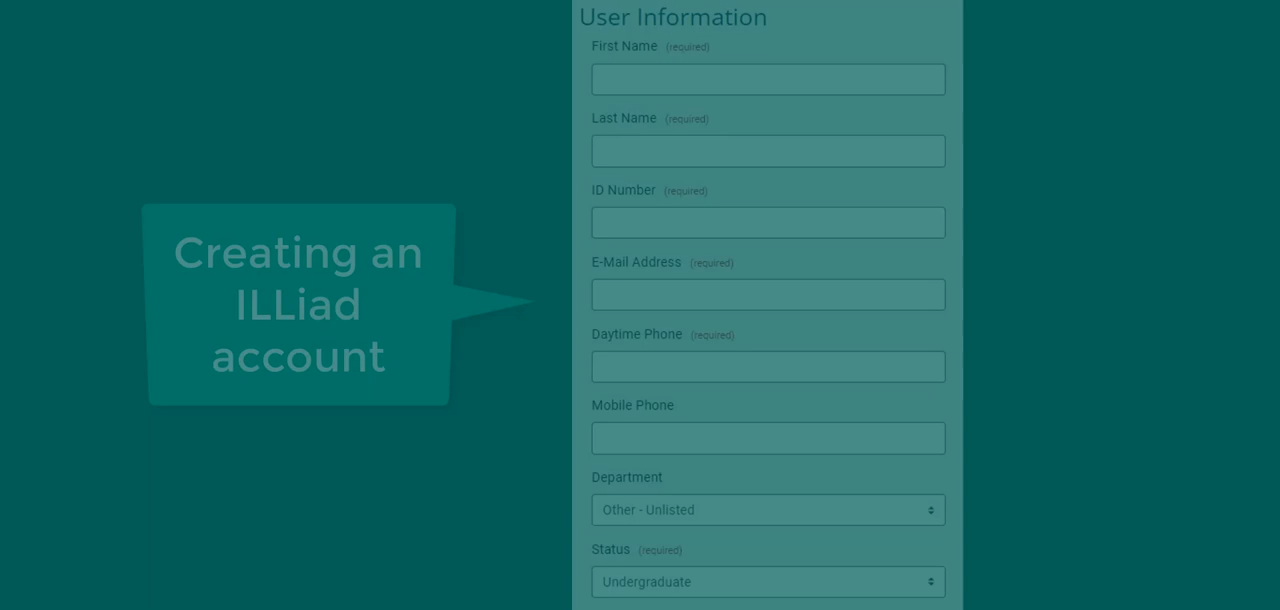 Creating an
ILLiad
account
User Information
First Name (required)
Last Name (required)
ID Number (required)
E-Mail Address (required)
Daytime Phone (required)
Mobile Phone
Department
Other - Unlisted
Status (required)
Undergraduate